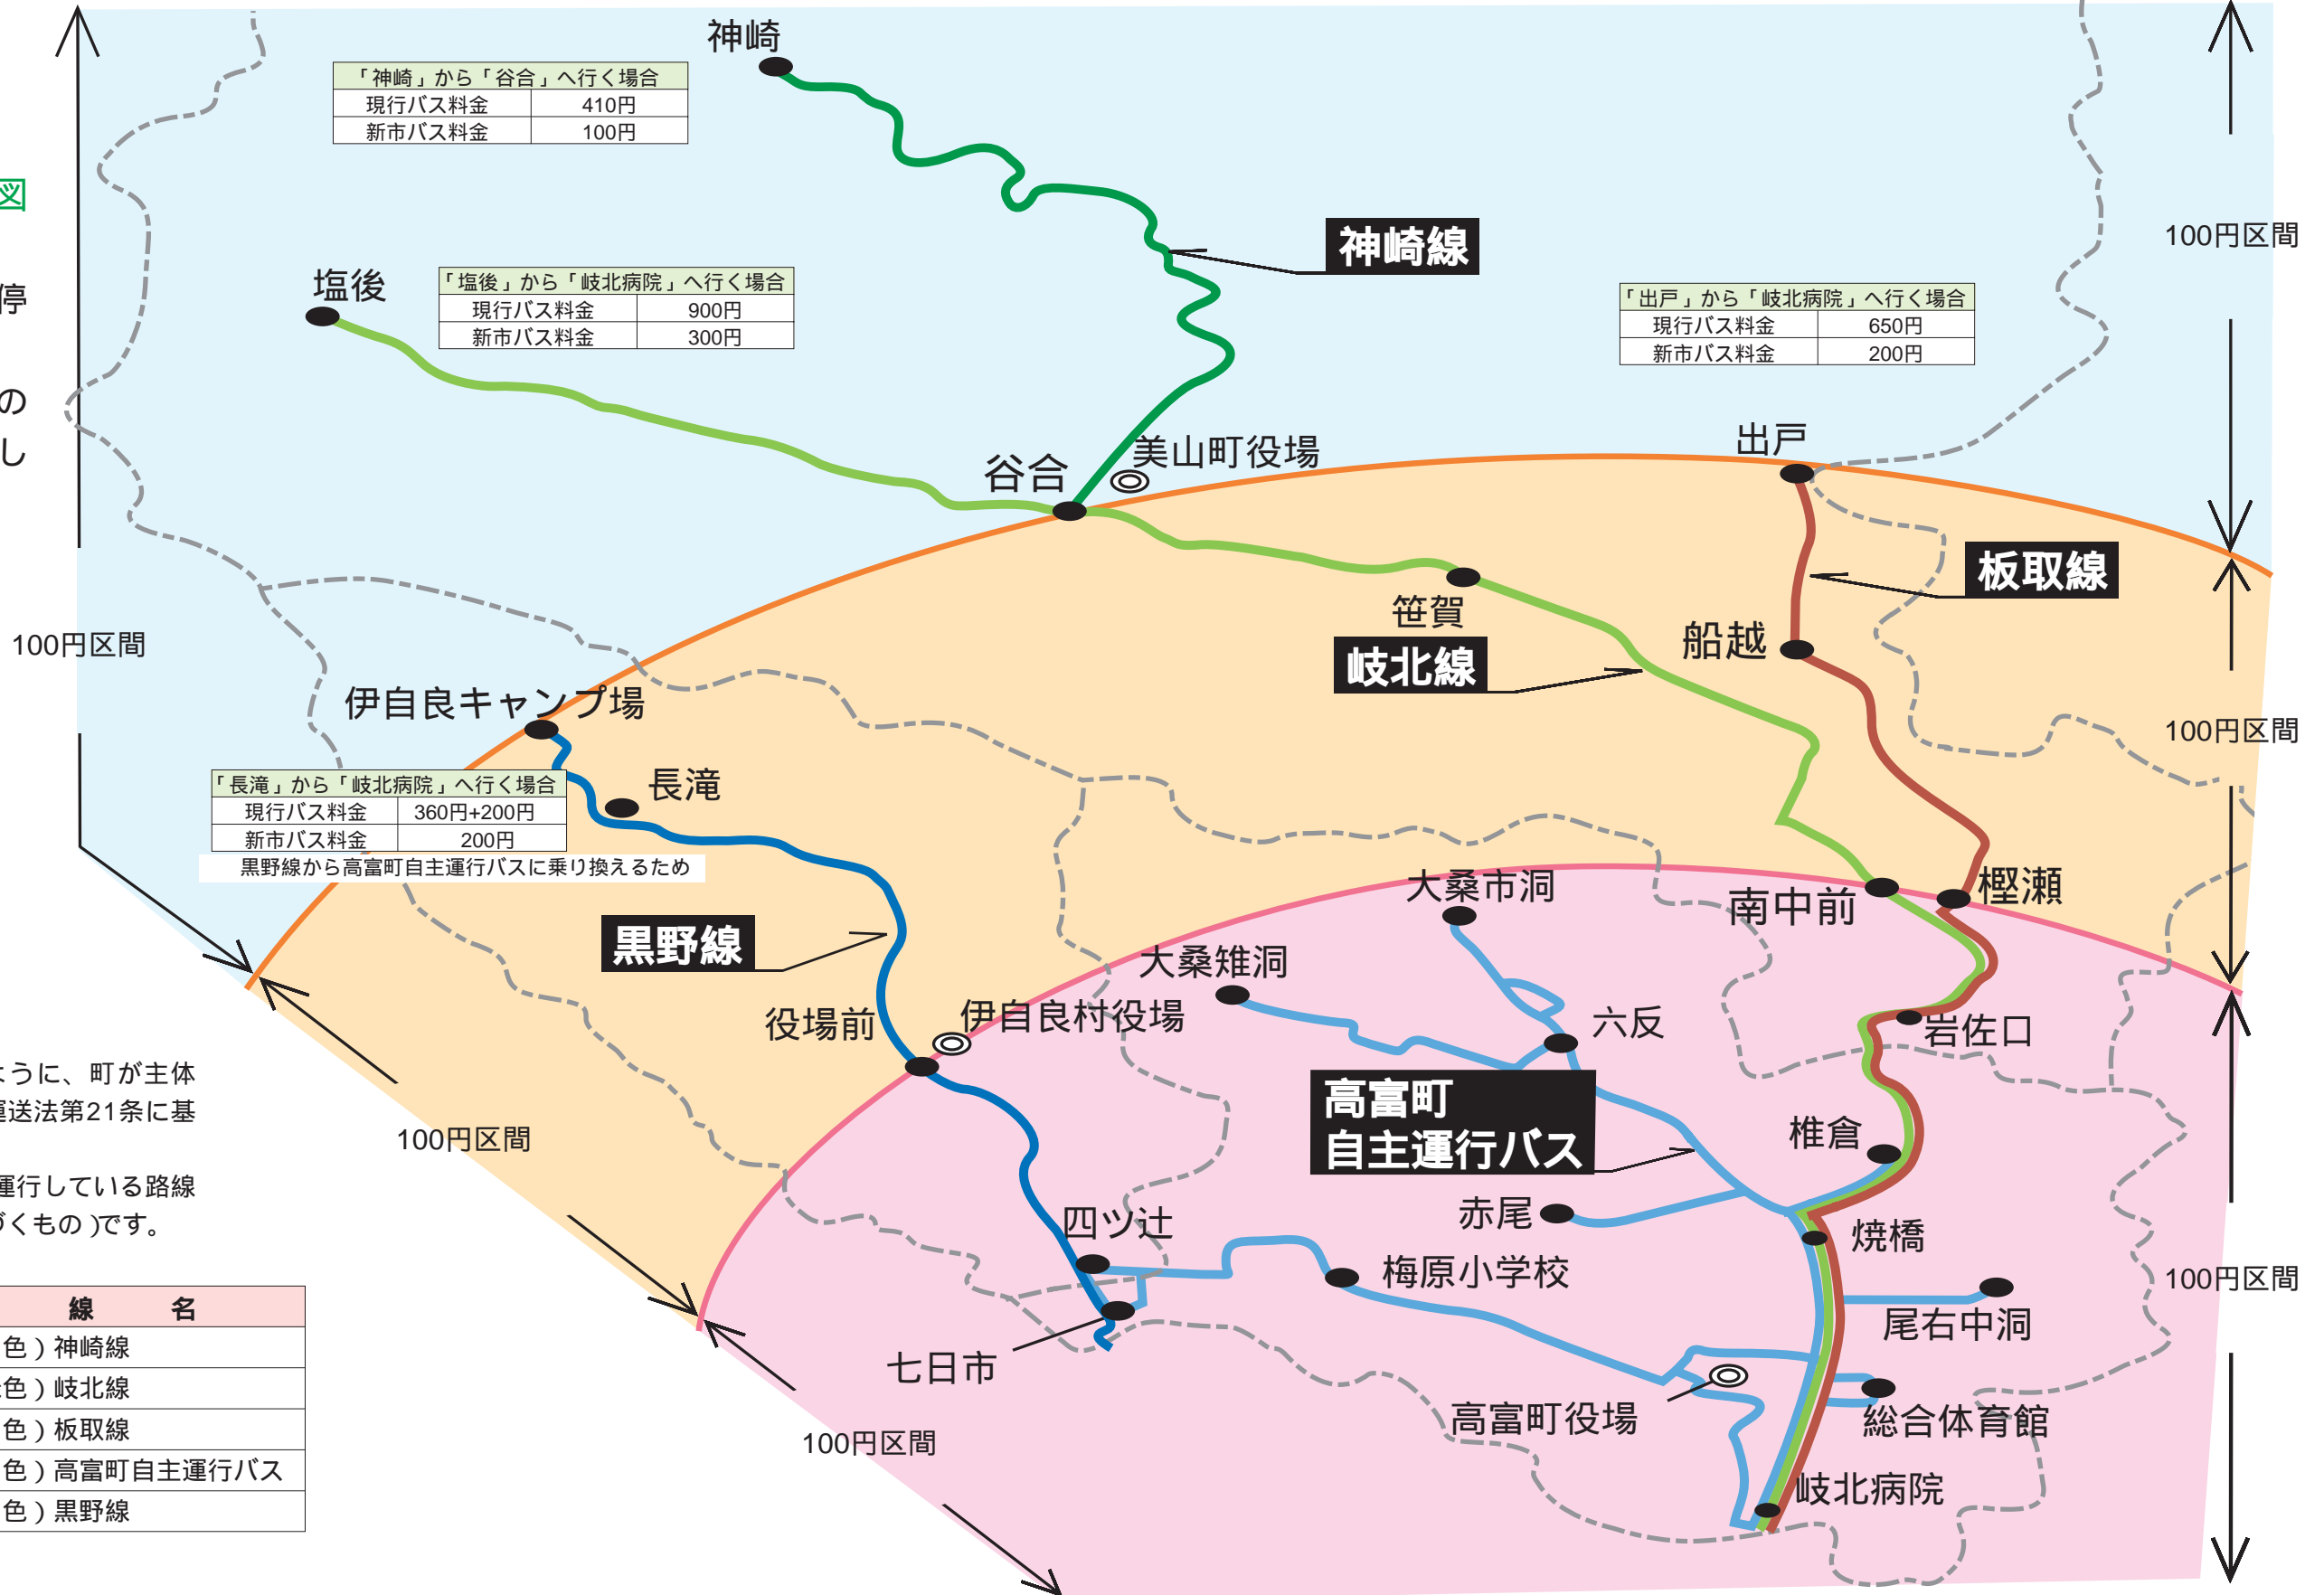 図
停
の
し
神崎
「神崎」から「谷合」へ行く場合
現行バス料金 410円
新市バス料金 100円
神崎線
100円区間
塩後
「塩後」から「岐北病院」へ行く場合
現行バス料金 900円
新市バス料金 300円
「出戸」から「岐北病院」へ行く場合
現行バス料金 650円
新市バス料金 200円
出戸
美山町役場
谷合
板取線
笹賀
船越
岐北線
100円区間
伊自良キャンプ場
100円区間
長滝
「長滝」から「岐北病院」へ行く場合
現行バス料金 360円+200円
新市バス料金 200円
黒野線から高富町自主運行バスに乗り換えるため
大桑市洞
南中前
樫瀬
黒野線
大桑雉洞
役場前
伊自良村役場
六反
岩佐口
高富町
自主運行バス
椎倉
100円区間
赤尾
四ツ辻
焼橋
梅原小学校
100円区間
尾右中洞
七日市
高富町役場
総合体育館
100円区間
岐北病院
ように、町が主体
運送法第21条に基
運行している路線
づくもの)です。
線 名
色)神崎線
色)岐北線
色)板取線
色)高富町自主運行バス
色)黒野線